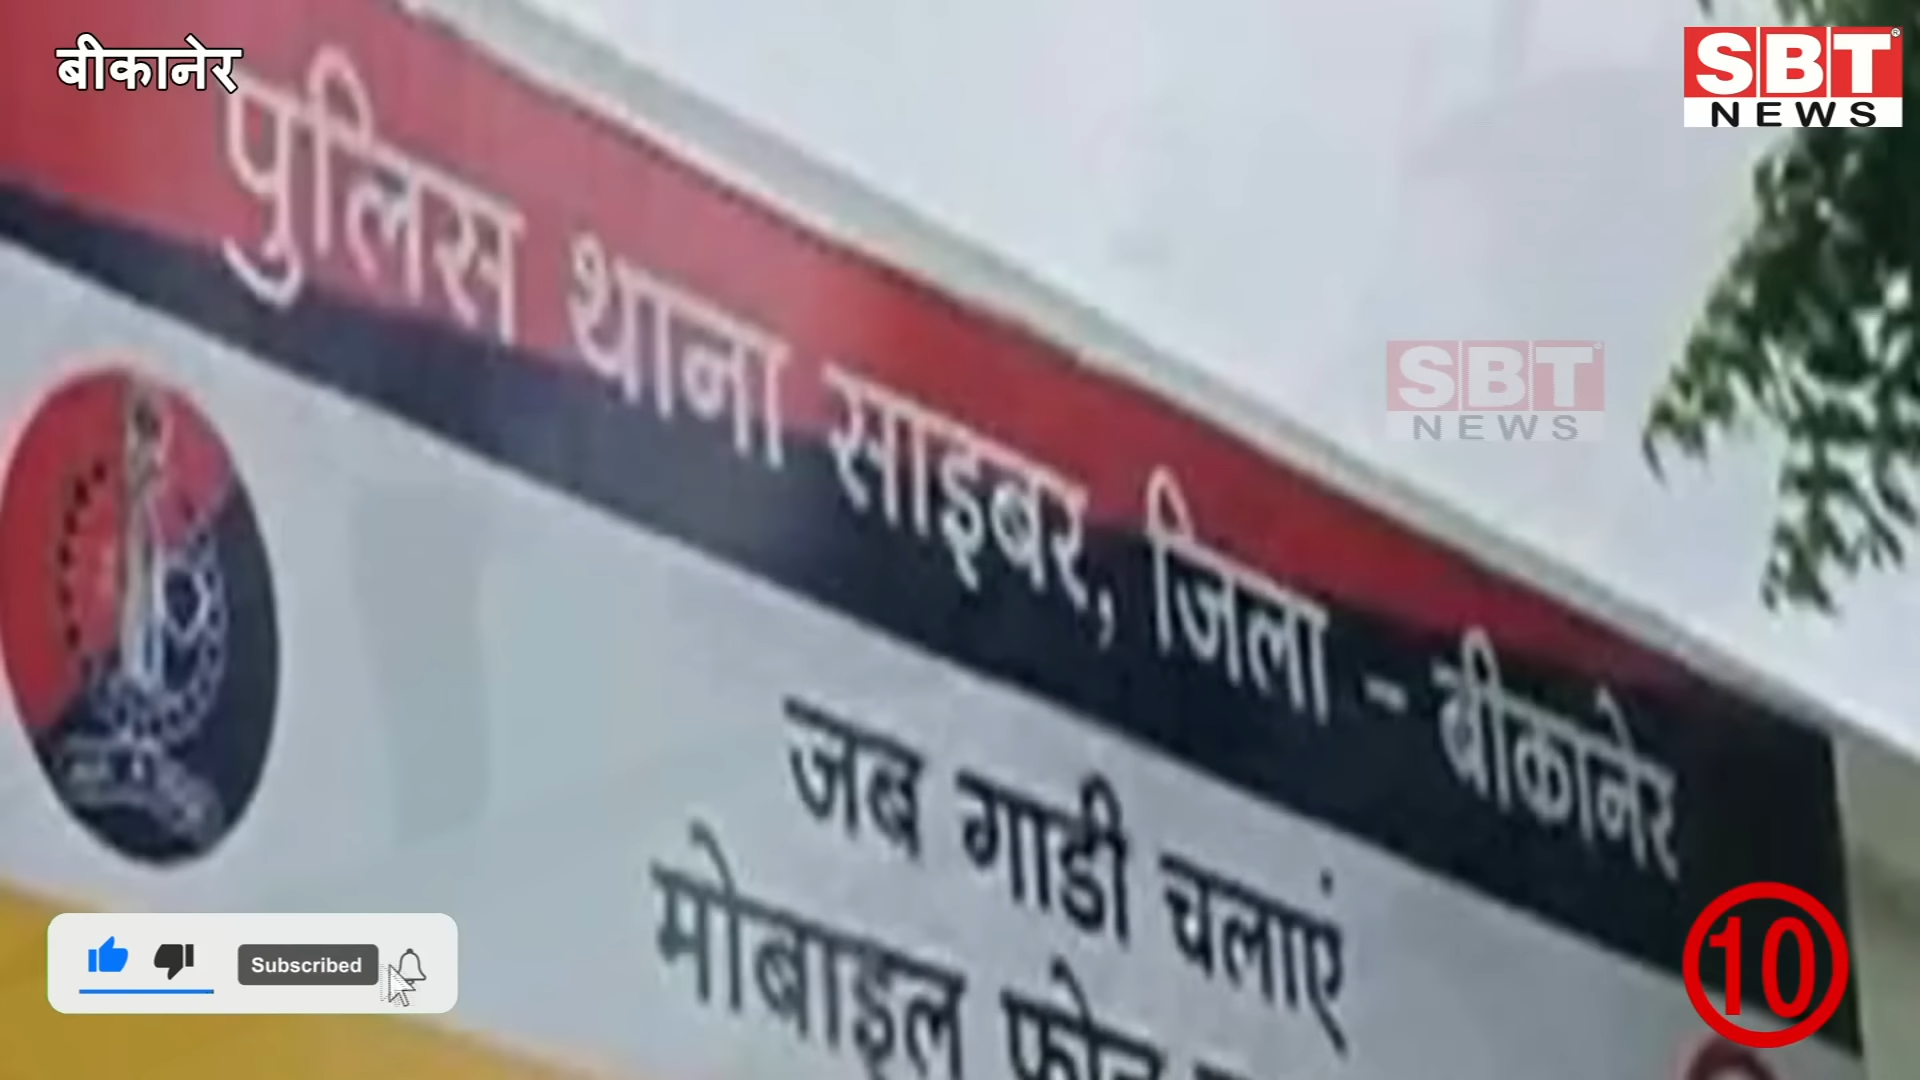 बीकानेर
SBT
NEWS
पुलिस थाना साइबर, जिला - बीकानेर
SBT
NEWS
जब गाडी चलाएं
मोबाइल फोन
Subscribed
10